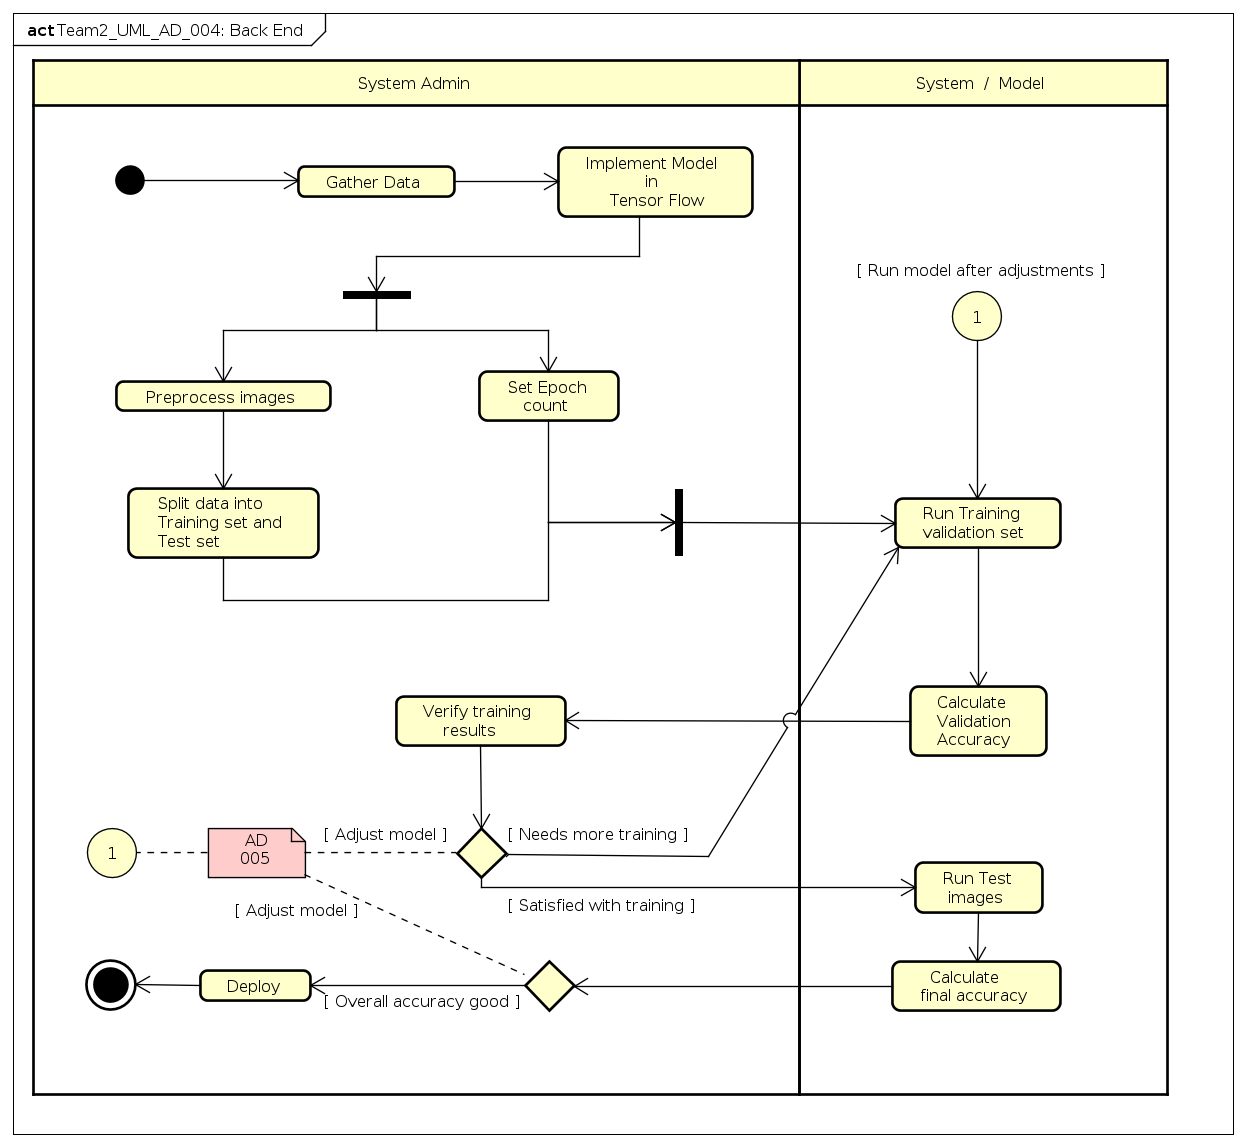 act Team2_UML_AD_004: Back End
System Admin
System / Model
Gather Data
Implement Model
in
Tensor Flow
[ Run model after adjustments ]
1
Preprocess images
Set Epoch
count
Split data into
Training set and
Test set
Run Training
validation set
Verify training
results
Calculate
Validation
Accuracy
1
AD
005
[ Adjust model ]
[ Needs more training ]
[ Adjust model ]
[ Satisfied with training ]
Run Test
images
Deploy
[ Overall accuracy good ]
Calculate
final accuracy